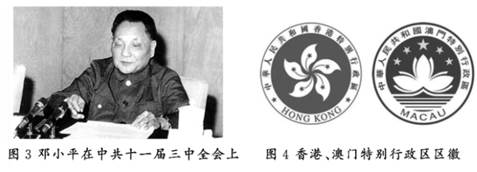 中華人民共和國香港特別行政區
HONG KONG
中華人民共和國澳門特別行政區
MACAU
图3 邓小平在中共十一届三中全会上
图4 香港、澳门特别行政区区徽